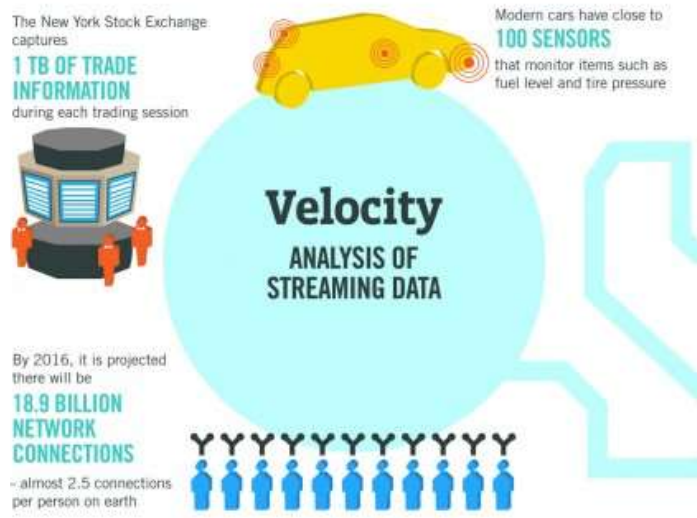 The New York Stock Exchange
captures
1 TB OF TRADE
INFORMATION
during each trading session
Modern cars have close to
100 SENSORS
that monitor items such as
fuel level and tire pressure
Velocity
ANALYSIS OF
STREAMING DATA
By 2016, it is projected
there will be
18.9 BILLION
NETWORK
CONNECTIONS
– almost 2.5 connections
per person on earth